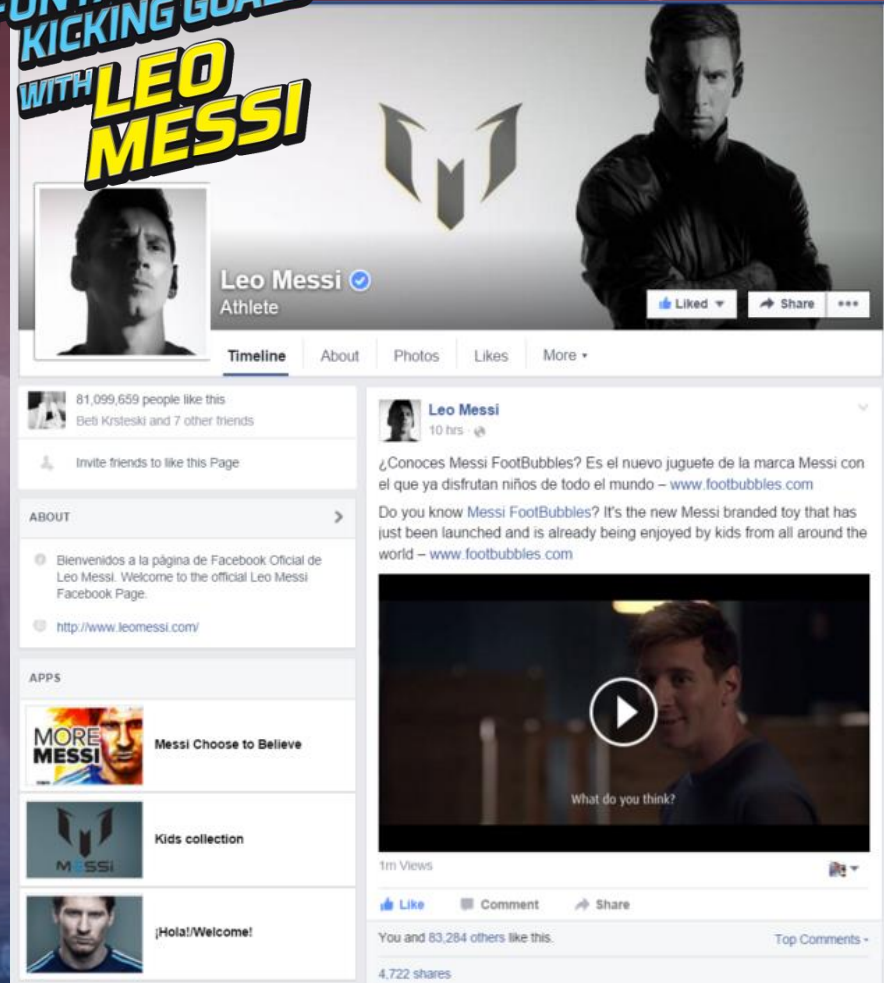 KICKING GOALS
WITH LEO
MESSI
Leo Messi
Athlete
Liked
Share
Timeline About Photos Likes More
81,099,659 people like this
Beti Krsteski and 7 other friends
Invite friends to like this Page
ABOUT
Bienvenidos a la página de Facebook Oficial de
Leo Messi. Welcome to the official Leo Messi
Facebook Page.
http://www.leomessi.com/
APPS
MORE
MESSI
Messi Choose to Believe
MESSI
Kids collection
¡Hola!/Welcome!
Leo Messi
10 hrs ·
¿Conoces Messi FootBubbles? Es el nuevo juguete de la marca Messi con
el que ya disfrutan niños de todo el mundo – www.footbubbles.com
Do you know Messi FootBubbles? It's the new Messi branded toy that has
just been launched and is already being enjoyed by kids from all around the
world – www.footbubbles.com
What do you think?
1m Views
Like Comment Share
You and 83,284 others like this.
Top Comments
4,722 shares